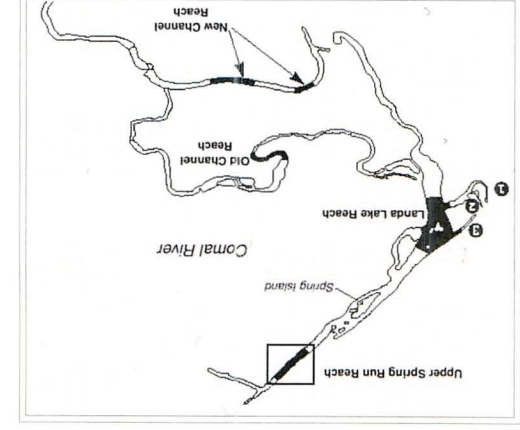 Upper Spring Run Reach
Spring Island
Comal River
Landa Lake Reach
3
2
1
Old Channel
Reach
New Channel
Reach